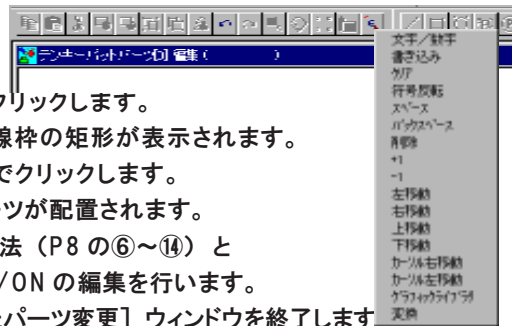 テンキーパットパーツ[0] 編集 (　　　)
文字/数字
書き込み
クリア
符号反転
スペース
バックスペース
削除
+1
-1
左移動
右移動
上移動
下移動
カーソル右移動
カーソル左移動
グラフィックライブラリ
変換
クリックします。
線枠の矩形が表示されます。
でクリックします。
ーツが配置されます。
法（P8 の⑥～⑭）と
/ON の編集を行います。
パーツ変更］ウィンドウを終了します